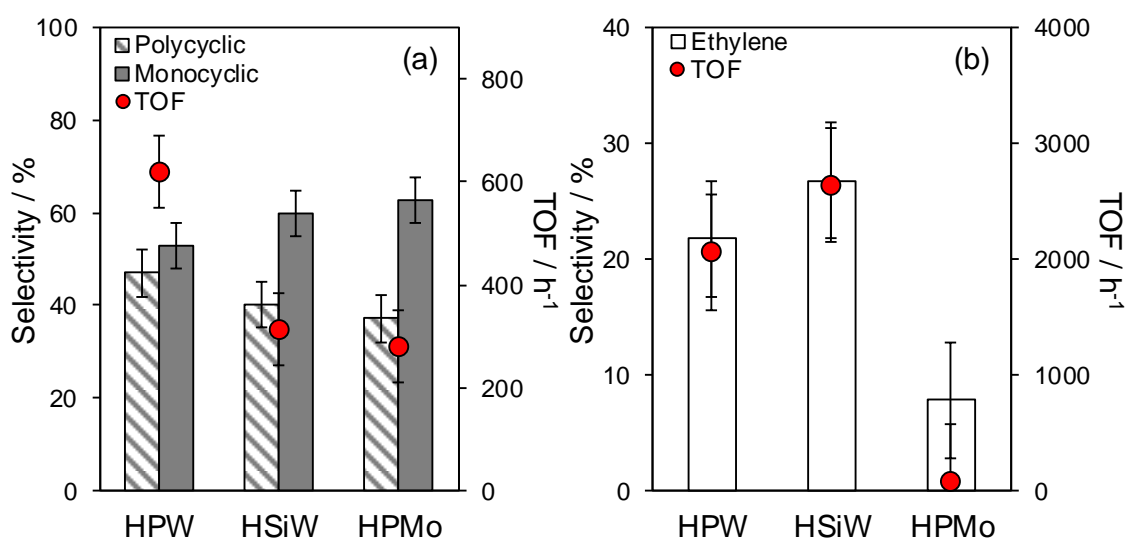 Selectivity / %
100
80
60
40
20
0
Polycyclic
Monocyclic
TOF
(a)
800
600
400
200
0
TOF / h-1
HPW HSiW HPMo
Selectivity / %
40
30
20
10
0
Ethylene
TOF
(b)
4000
3000
2000
1000
0
TOF / h-1
HPW HSiW HPMo